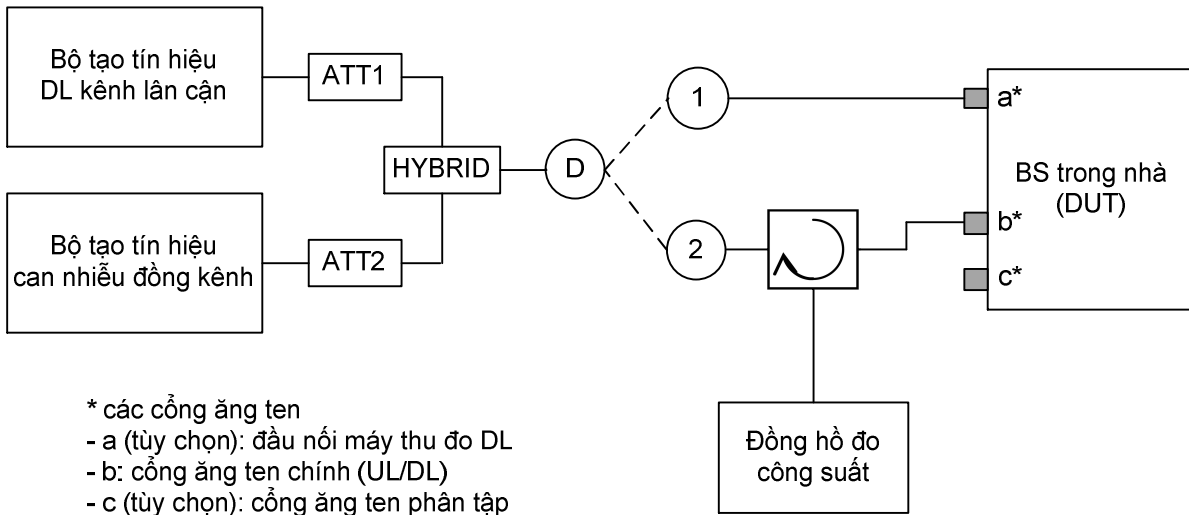 Bộ tạo tín hiệu
DL kênh lân cận
ATT1
HYBRID
D
1
2
Bộ tạo tín hiệu
can nhiễu đồng kênh
ATT2
a*
b*
c*
BS trong nhà
(DUT)
Đồng hồ đo
công suất
* các cổng ăng ten
- a (tùy chọn): đầu nối máy thu đo DL
- b: cổng ăng ten chính (UL/DL)
- c (tùy chọn): cổng ăng ten phân tập